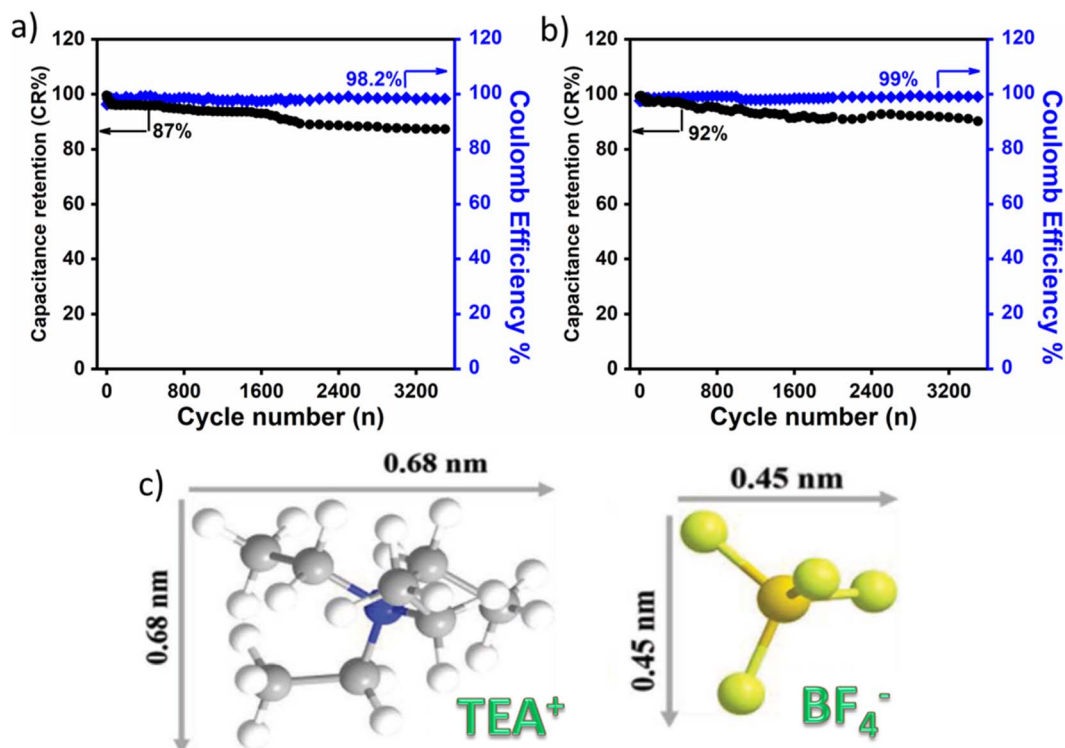 a)
120
100
80
60
40
20
0
Capacitance retention (CR%)
98.2%
87%
120
100
80
60
40
20
0
Coulomb Efficiency %
0 800 1600 2400 3200
Cycle number (n)
b)
120
100
80
60
40
20
0
Capacitance retention (CR%)
99%
92%
120
100
80
60
40
20
0
Coulomb Efficiency %
0 800 1600 2400 3200
Cycle number (n)
c)
0.68 nm
0.68 nm
TEA+
0.45 nm
0.45 nm
BF4-